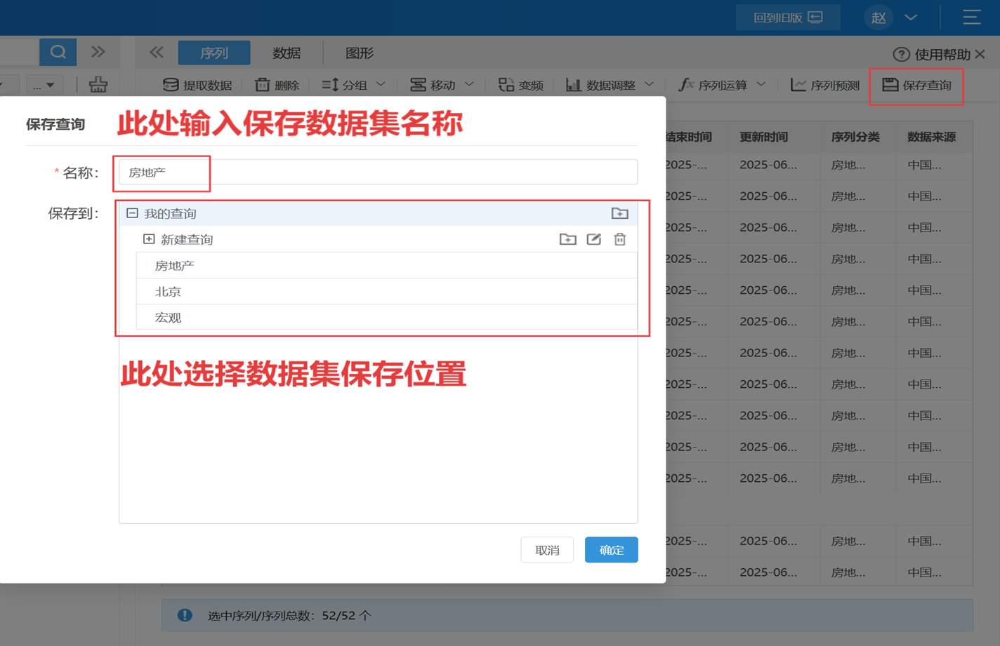 回到旧版
赵
序列
数据
图形
使用帮助
...
提取数据
删除
分组
移动
变频
数据调整
序列运算
序列预测
保存查询
保存查询
此处输入保存数据集名称
* 名称：
房地产
保存到：
我的查询
新建查询
房地产
北京
宏观
此处选择数据集保存位置
取消
确定
结束时间 更新时间 序列分类 数据来源
2025-... 2025-06... 房地... 中国...
2025-... 2025-06... 房地... 中国...
2025-... 2025-06... 房地... 中国...
2025-... 2025-06... 房地... 中国...
2025-... 2025-06... 房地... 中国...
2025-... 2025-06... 房地... 中国...
2025-... 2025-06... 房地... 中国...
2025-... 2025-06... 房地... 中国...
2025-... 2025-06... 房地... 中国...
2025-... 2025-06... 房地... 中国...
2025-... 2025-06... 房地... 中国...
2025-... 2025-06... 房地... 中国...
2025-... 2025-06... 房地... 中国...
选中序列/序列总数：52/52 个